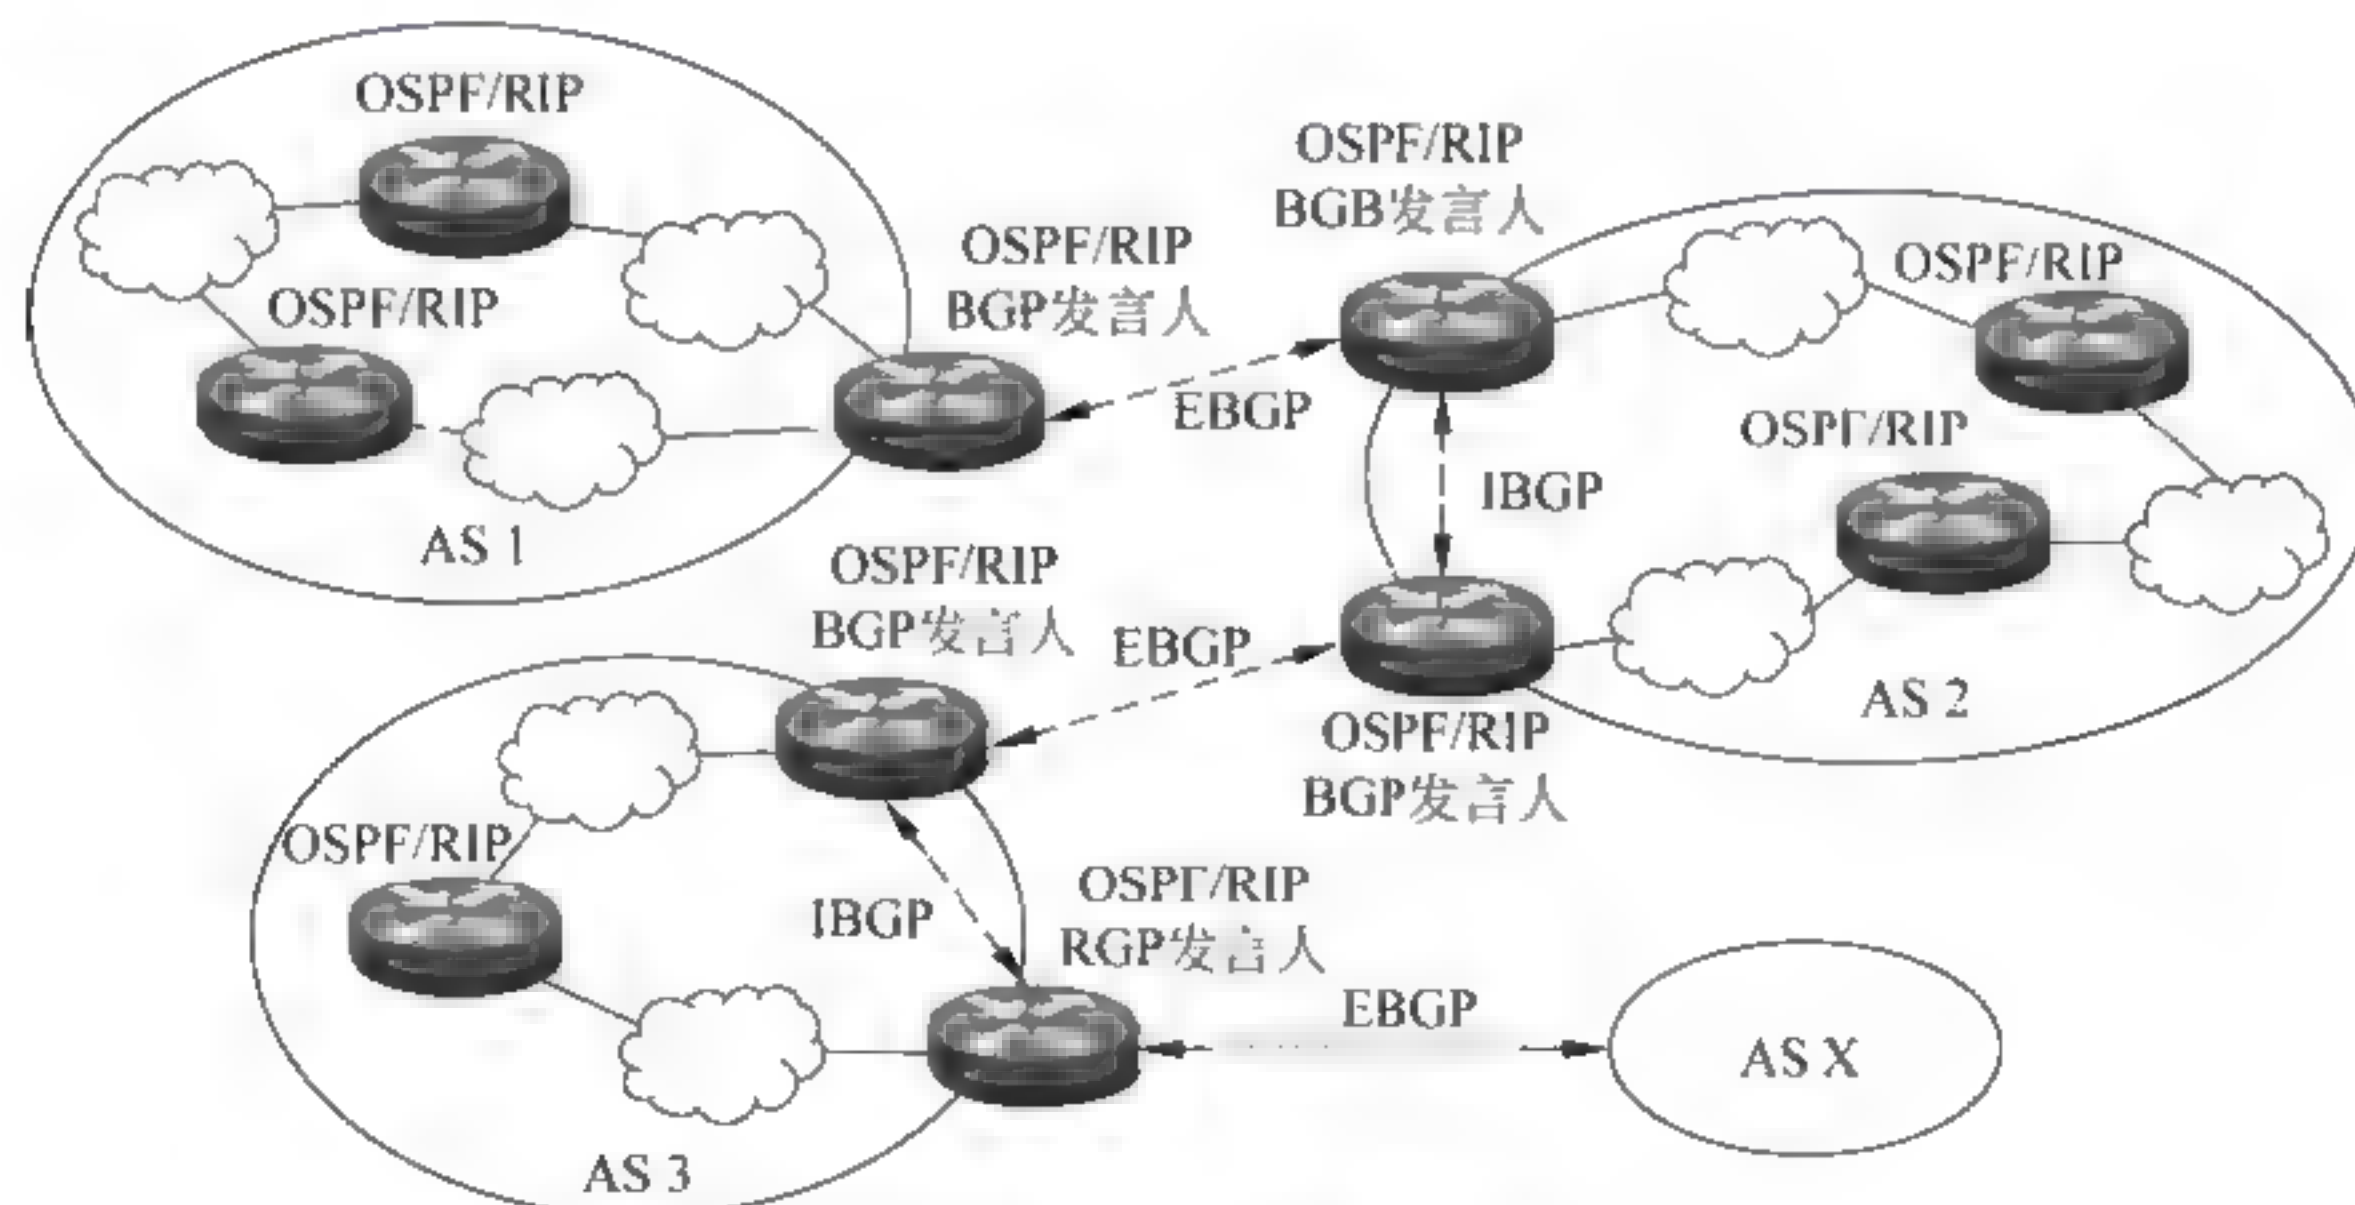 OSPF/RIP
OSPF/RIP
AS 1
OSPF/RIP
BGP发言人
EBGP
OSPF/RIP
BGB发言人
OSPF/RIP
OSPF/RIP
IBGP
AS 2
OSPF/RIP
BGP发言人
OSPF/RIP
BGP发言人
EBGP
OSPF/RIP
IBGP
OSPF/RIP
RGP发言人
EBGP
AS 3
AS X